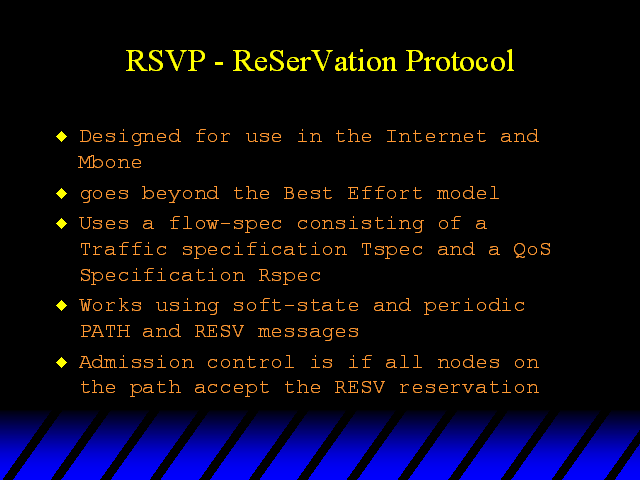 RSVP - ReSerVation Protocol
Designed for use in the Internet and
Mbone
goes beyond the Best Effort model
Uses a flow-spec consisting of a
Traffic specification Tspec and a QoS
Specification Rspec
Works using soft-state and periodic
PATH and RESV messages
Admission control is if all nodes on
the path accept the RESV reservation